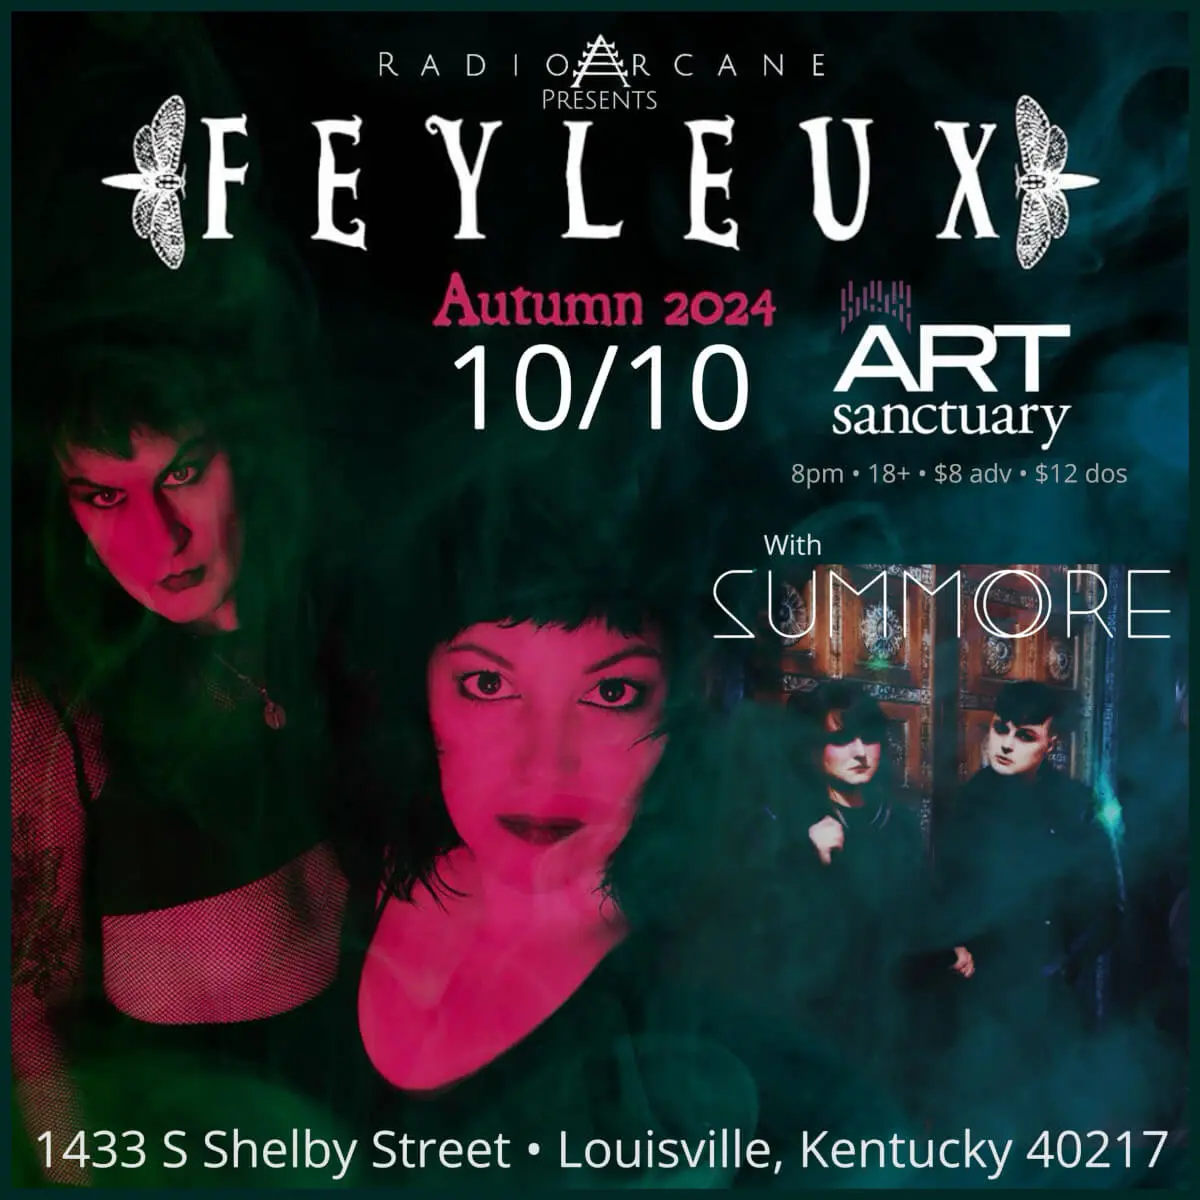 RADIO ARCANE
PRESENTS
FEYLEUX
Autumn 2024
10/10
ART
sanctuary
8pm • 18+ • $8 adv • $12 dos
With
SUMMORE
1433 S Shelby Street • Louisville, Kentucky 40217